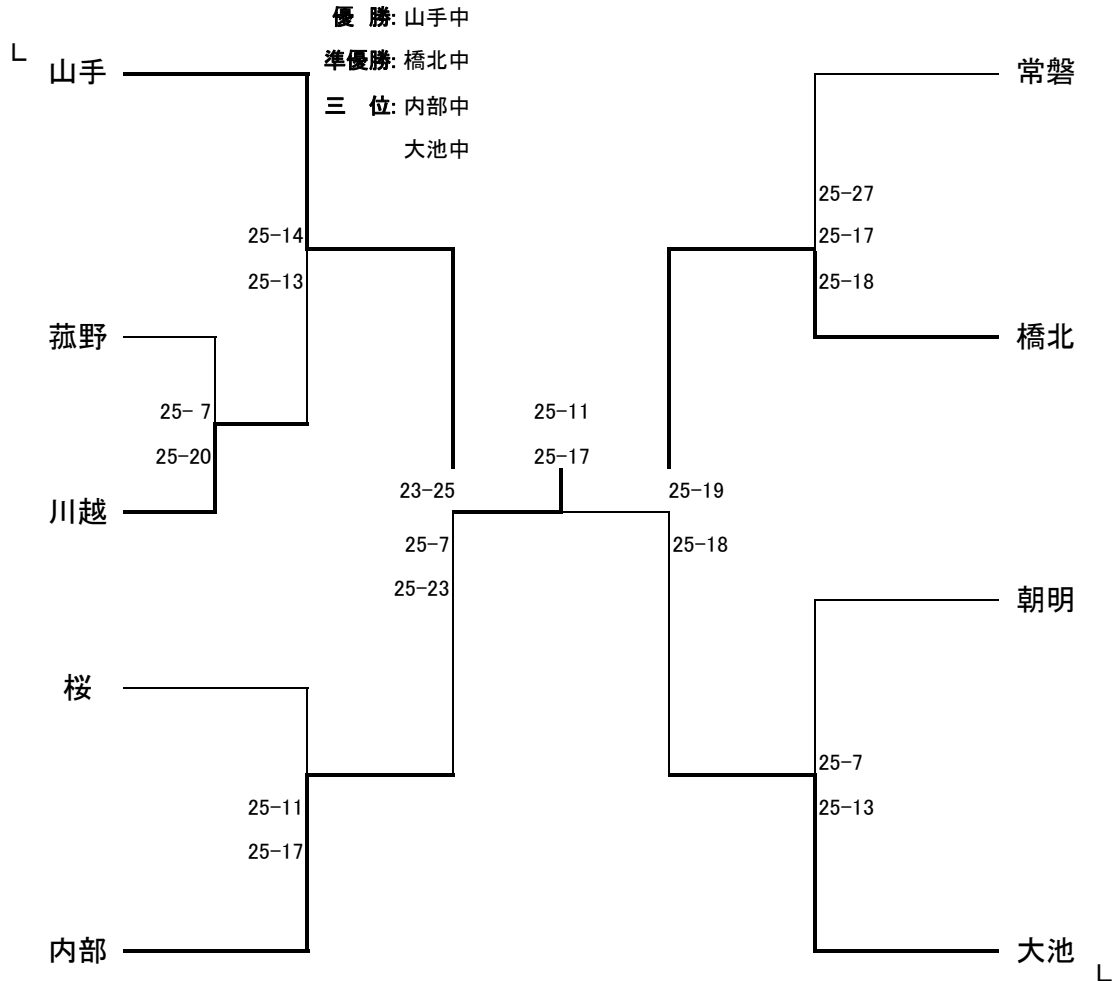 優 勝: 山手中
└
準優勝: 橋北中
山手
常磐
三 位: 内部中
大池中
25-27
25-14
25-17
25-13
25-18
菰野
橋北
25- 7
25-11
25-20
25-17
23-25
25-19
川越
25-7
25-18
25-23
朝明
桜
25-7
25-11
25-13
25-17
内部
大池
└